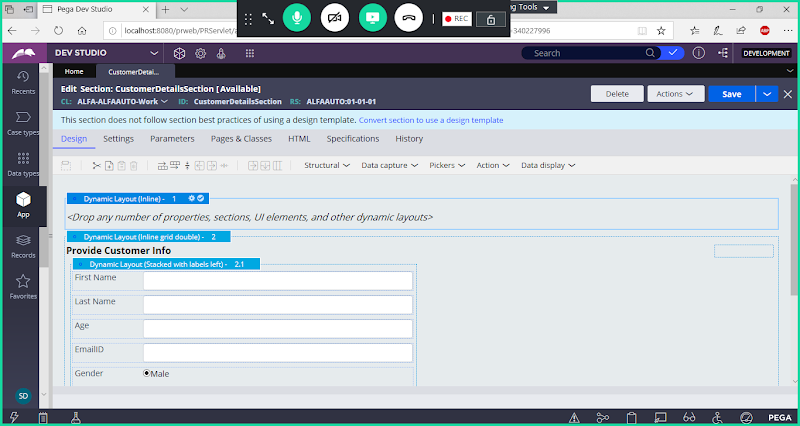 Pega Dev Studio
ng Tools
REC
localhost:8080/prweb/PRServlet/a
=-340227996
DEV STUDIO
Search
DEVELOPMENT
Home
CustomerDetai...
Edit Section: CustomerDetailsSection [Available]
CL: ALFA-ALFAAUTO-Work ID: CustomerDetailsSection RS: ALFAAUTO:01-01-01
Delete
Actions
Save
This section does not follow section best practices of using a design template. Convert section to use a design template
Design Settings Parameters Pages & Classes HTML Specifications History
Structural Data capture Pickers Action Data display
Recents
Case types
Data types
App
Records
Favorites
Dynamic Layout (Inline) - 1
<Drop any number of properties, sections, UI elements, and other dynamic layouts>
Dynamic Layout (Inline grid double) - 2
Provide Customer Info
Dynamic Layout (Stacked with labels left) - 2.1
First Name
Last Name
Age
EmailID
Gender Male
SD
PEGA